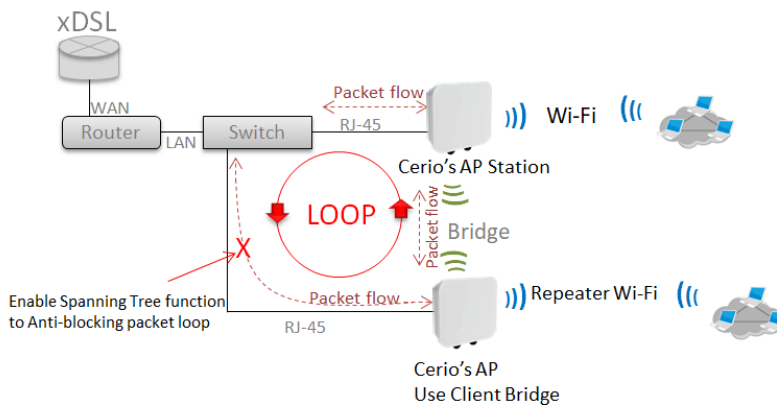 xDSL
WAN
Router
LAN
Switch
Packet flow
RJ-45
Wi-Fi
Cerio's AP Station
LOOP
Packet flow
Bridge
X
Enable Spanning Tree function
to Anti-blocking packet loop
Packet flow
RJ-45
Repeater Wi-Fi
Cerio's AP
Use Client Bridge